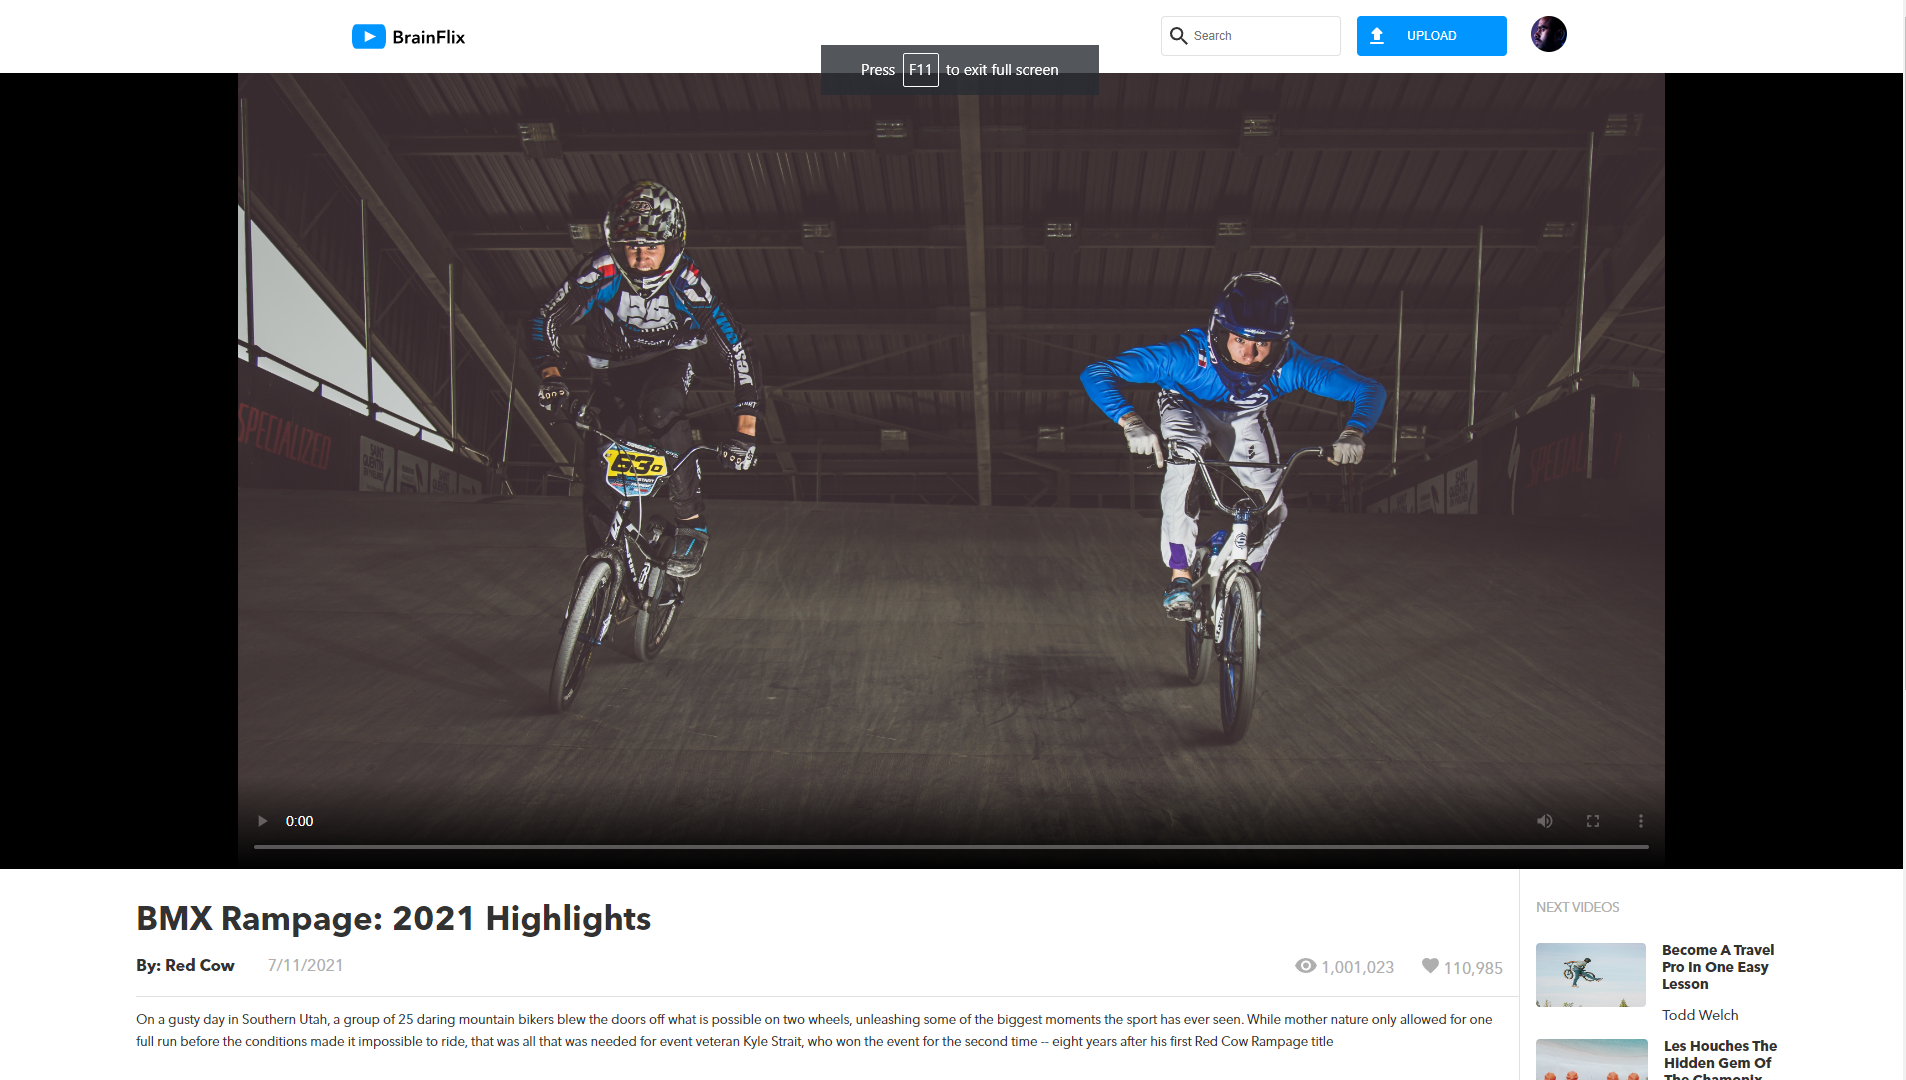 BrainFlix
Search
UPLOAD
Press F11 to exit full screen
SPECIALIZED
SAINT
QUENTIN
630
0:00
BMX Rampage: 2021 Highlights
By: Red Cow 7/11/2021
1,001,023 110,985
On a gusty day in Southern Utah, a group of 25 daring mountain bikers blew the doors off what is possible on two wheels, unleashing some of the biggest moments the sport has ever seen. While mother nature only allowed for one
full run before the conditions made it impossible to ride, that was all that was needed for event veteran Kyle Strait, who won the event for the second time -- eight years after his first Red Cow Rampage title
NEXT VIDEOS
Become A Travel
Pro In One Easy
Lesson
Todd Welch
Les Houches The
Hidden Gem Of
The Chamonix